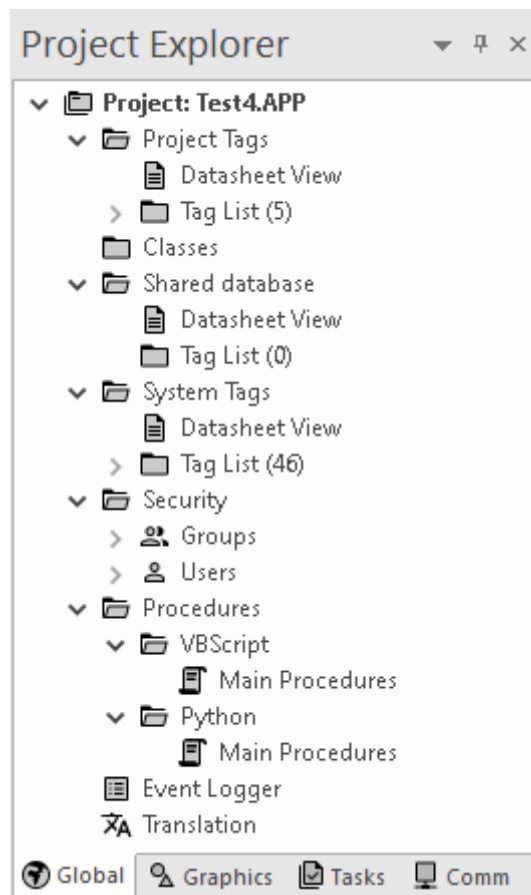 Project Explorer
Project: Test4.APP
Project Tags
Datasheet View
Tag List (5)
Classes
Shared database
Datasheet View
Tag List (0)
System Tags
Datasheet View
Tag List (46)
Security
Groups
Users
Procedures
VBScript
Main Procedures
Python
Main Procedures
Event Logger
Translation
Global Graphics Tasks Comm